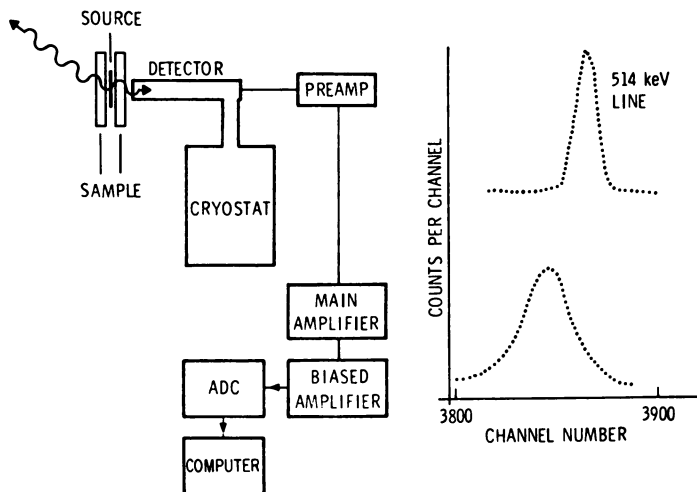 SOURCE
DETECTOR
PREAMP
SAMPLE
CRYOSTAT
MAIN
AMPLIFIER
BIASED
AMPLIFIER
ADC
COMPUTER
514 keV
LINE
COUNTS PER CHANNEL
3800
3900
CHANNEL NUMBER